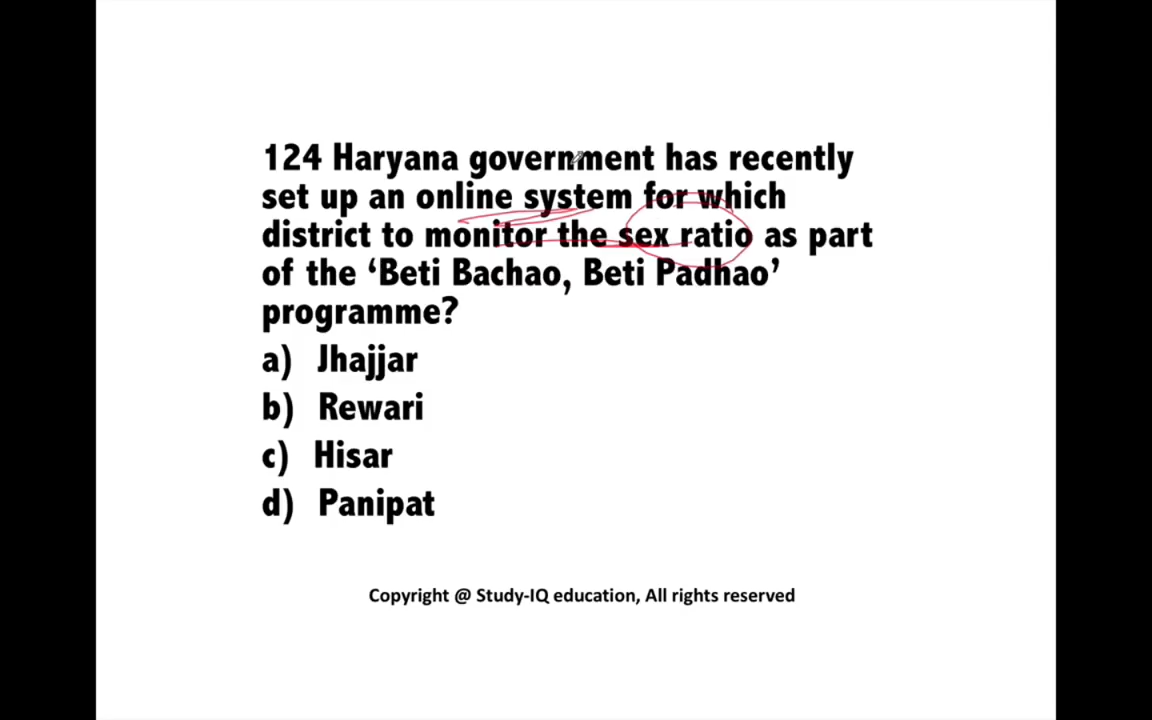 124 Haryana government has recently
set up an online system for which
district to monitor the sex ratio as part
of the ‘Beti Bachao, Beti Padhao’
programme?
a) Jhajjar
b) Rewari
c) Hisar
d) Panipat
Copyright @ Study-IQ education, All rights reserved